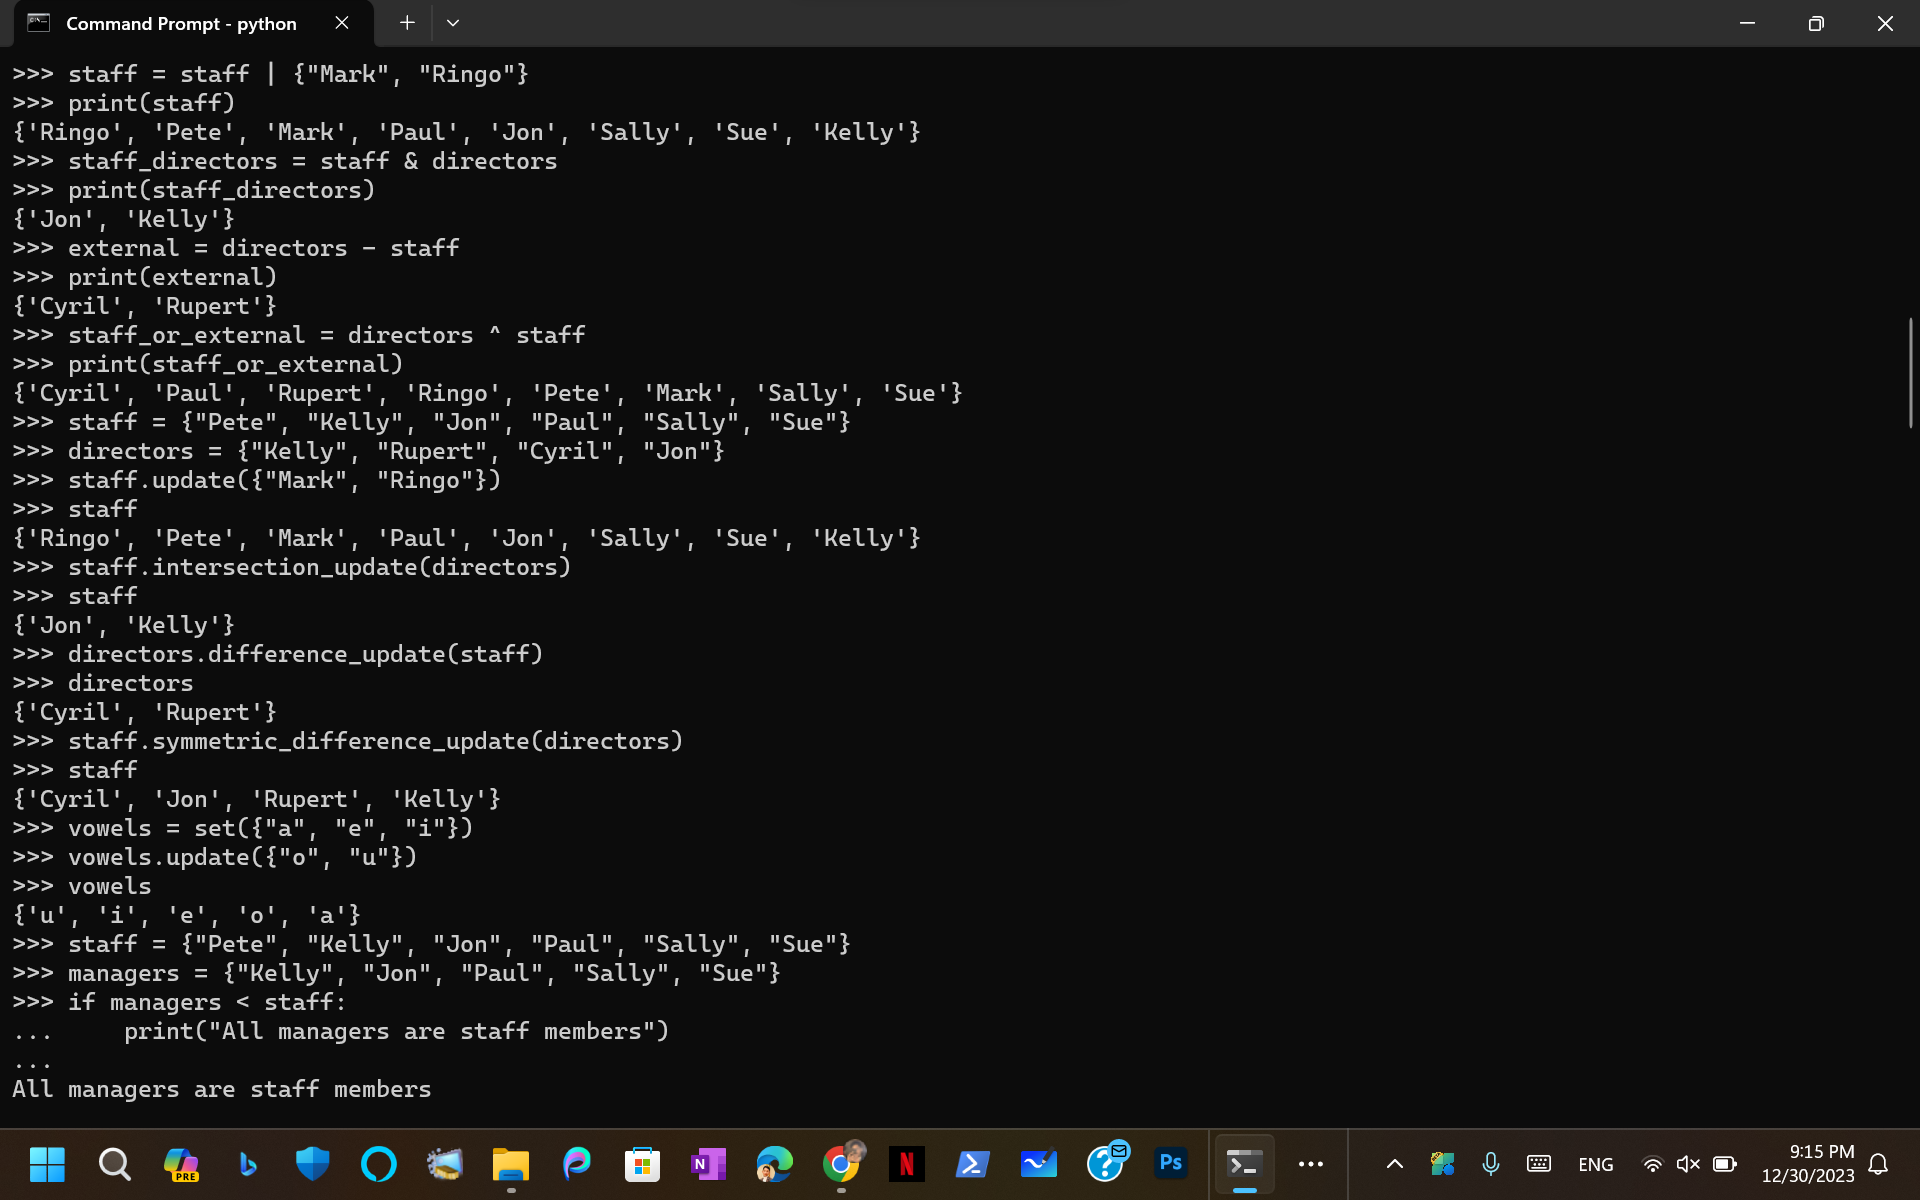 Command Prompt - python
>>> staff = staff | {"Mark", "Ringo"}
>>> print(staff)
{'Ringo', 'Pete', 'Mark', 'Paul', 'Jon', 'Sally', 'Sue', 'Kelly'}
>>> staff_directors = staff & directors
>>> print(staff_directors)
{'Jon', 'Kelly'}
>>> external = directors - staff
>>> print(external)
{'Cyril', 'Rupert'}
>>> staff_or_external = directors ^ staff
>>> print(staff_or_external)
{'Cyril', 'Paul', 'Rupert', 'Ringo', 'Pete', 'Mark', 'Sally', 'Sue'}
>>> staff = {"Pete", "Kelly", "Jon", "Paul", "Sally", "Sue"}
>>> directors = {"Kelly", "Rupert", "Cyril", "Jon"}
>>> staff.update({"Mark", "Ringo"})
>>> staff
{'Ringo', 'Pete', 'Mark', 'Paul', 'Jon', 'Sally', 'Sue', 'Kelly'}
>>> staff.intersection_update(directors)
>>> staff
{'Jon', 'Kelly'}
>>> directors.difference_update(staff)
>>> directors
{'Cyril', 'Rupert'}
>>> staff.symmetric_difference_update(directors)
>>> staff
{'Cyril', 'Jon', 'Rupert', 'Kelly'}
>>> vowels = set({"a", "e", "i"})
>>> vowels.update({"o", "u"})
>>> vowels
{'u', 'i', 'e', 'o', 'a'}
>>> staff = {"Pete", "Kelly", "Jon", "Paul", "Sally", "Sue"}
>>> managers = {"Kelly", "Jon", "Paul", "Sally", "Sue"}
>>> if managers < staff:
...     print("All managers are staff members")
...
All managers are staff members
PRE
N
N
Ps
ENG
9:15 PM
12/30/2023